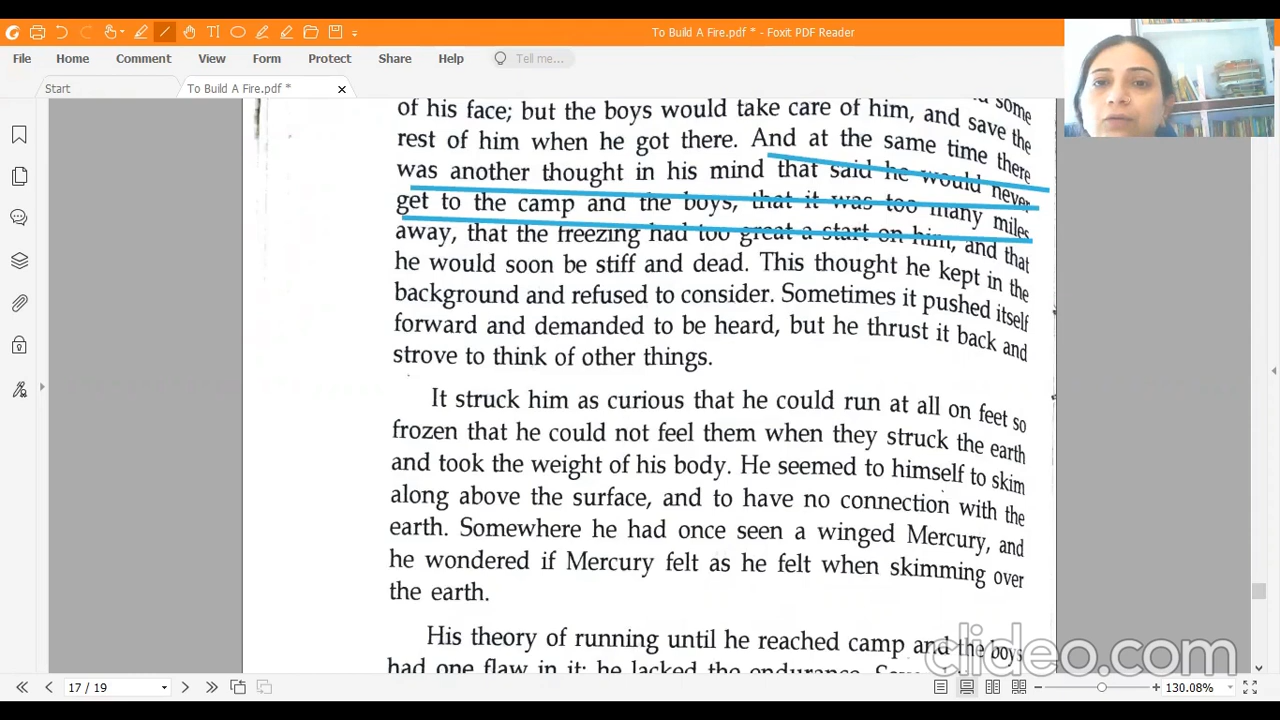 To Build A Fire.pdf * - Foxit PDF Reader
File Home Comment View Form Protect Share Help Tell me...
Start To Build A Fire.pdf *
some
of his face; but the boys would take care of him, and save the
rest of him when he got there. And at the same time there
was another thought in his mind that said he would never
get to the camp and the boys, that it was too many miles
away, that the freezing had too great a start on him, and that
he would soon be stiff and dead. This thought he kept in the
background and refused to consider. Sometimes it pushed itself
forward and demanded to be heard, but he thrust it back and
strove to think of other things.
It struck him as curious that he could run at all on feet so
frozen that he could not feel them when they struck the earth
and took the weight of his body. He seemed to himself to skim
along above the surface, and to have no connection with the
earth. Somewhere he had once seen a winged Mercury, and
he wondered if Mercury felt as he felt when skimming over
the earth.
His theory of running until he reached camp and the boys
had one flaw in it: he lacked the endurance.
clideo.com
17 / 19 130.08%